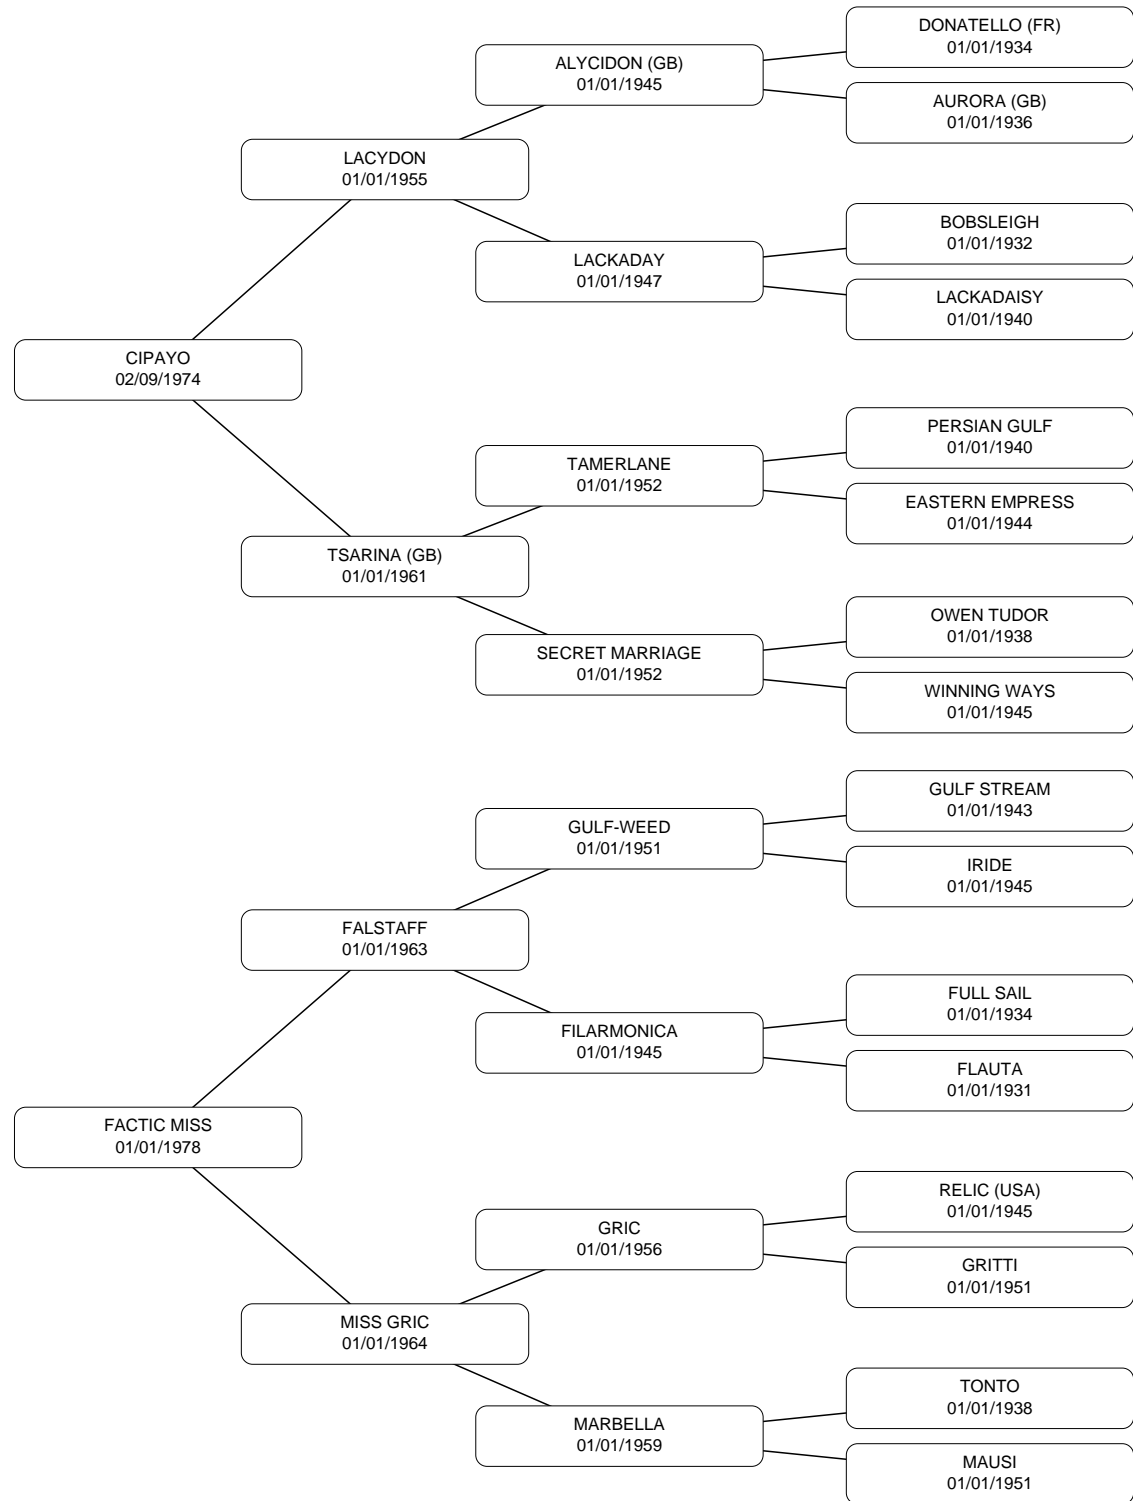 DONATELLO (FR)
01/01/1934
ALYCIDON (GB)
01/01/1945
AURORA (GB)
01/01/1936
LACYDON
01/01/1955
BOBSLEIGH
01/01/1932
LACKADAY
01/01/1947
LACKADAISY
01/01/1940
CIPAYO
02/09/1974
PERSIAN GULF
01/01/1940
TAMERLANE
01/01/1952
EASTERN EMPRESS
01/01/1944
TSARINA (GB)
01/01/1961
OWEN TUDOR
01/01/1938
SECRET MARRIAGE
01/01/1952
WINNING WAYS
01/01/1945
GULF STREAM
01/01/1943
GULF-WEED
01/01/1951
IRIDE
01/01/1945
FALSTAFF
01/01/1963
FULL SAIL
01/01/1934
FILARMONICA
01/01/1945
FLAUTA
01/01/1931
FACTIC MISS
01/01/1978
RELIC (USA)
01/01/1945
GRIC
01/01/1956
GRITTI
01/01/1951
MISS GRIC
01/01/1964
TONTO
01/01/1938
MARBELLA
01/01/1959
MAUSI
01/01/1951